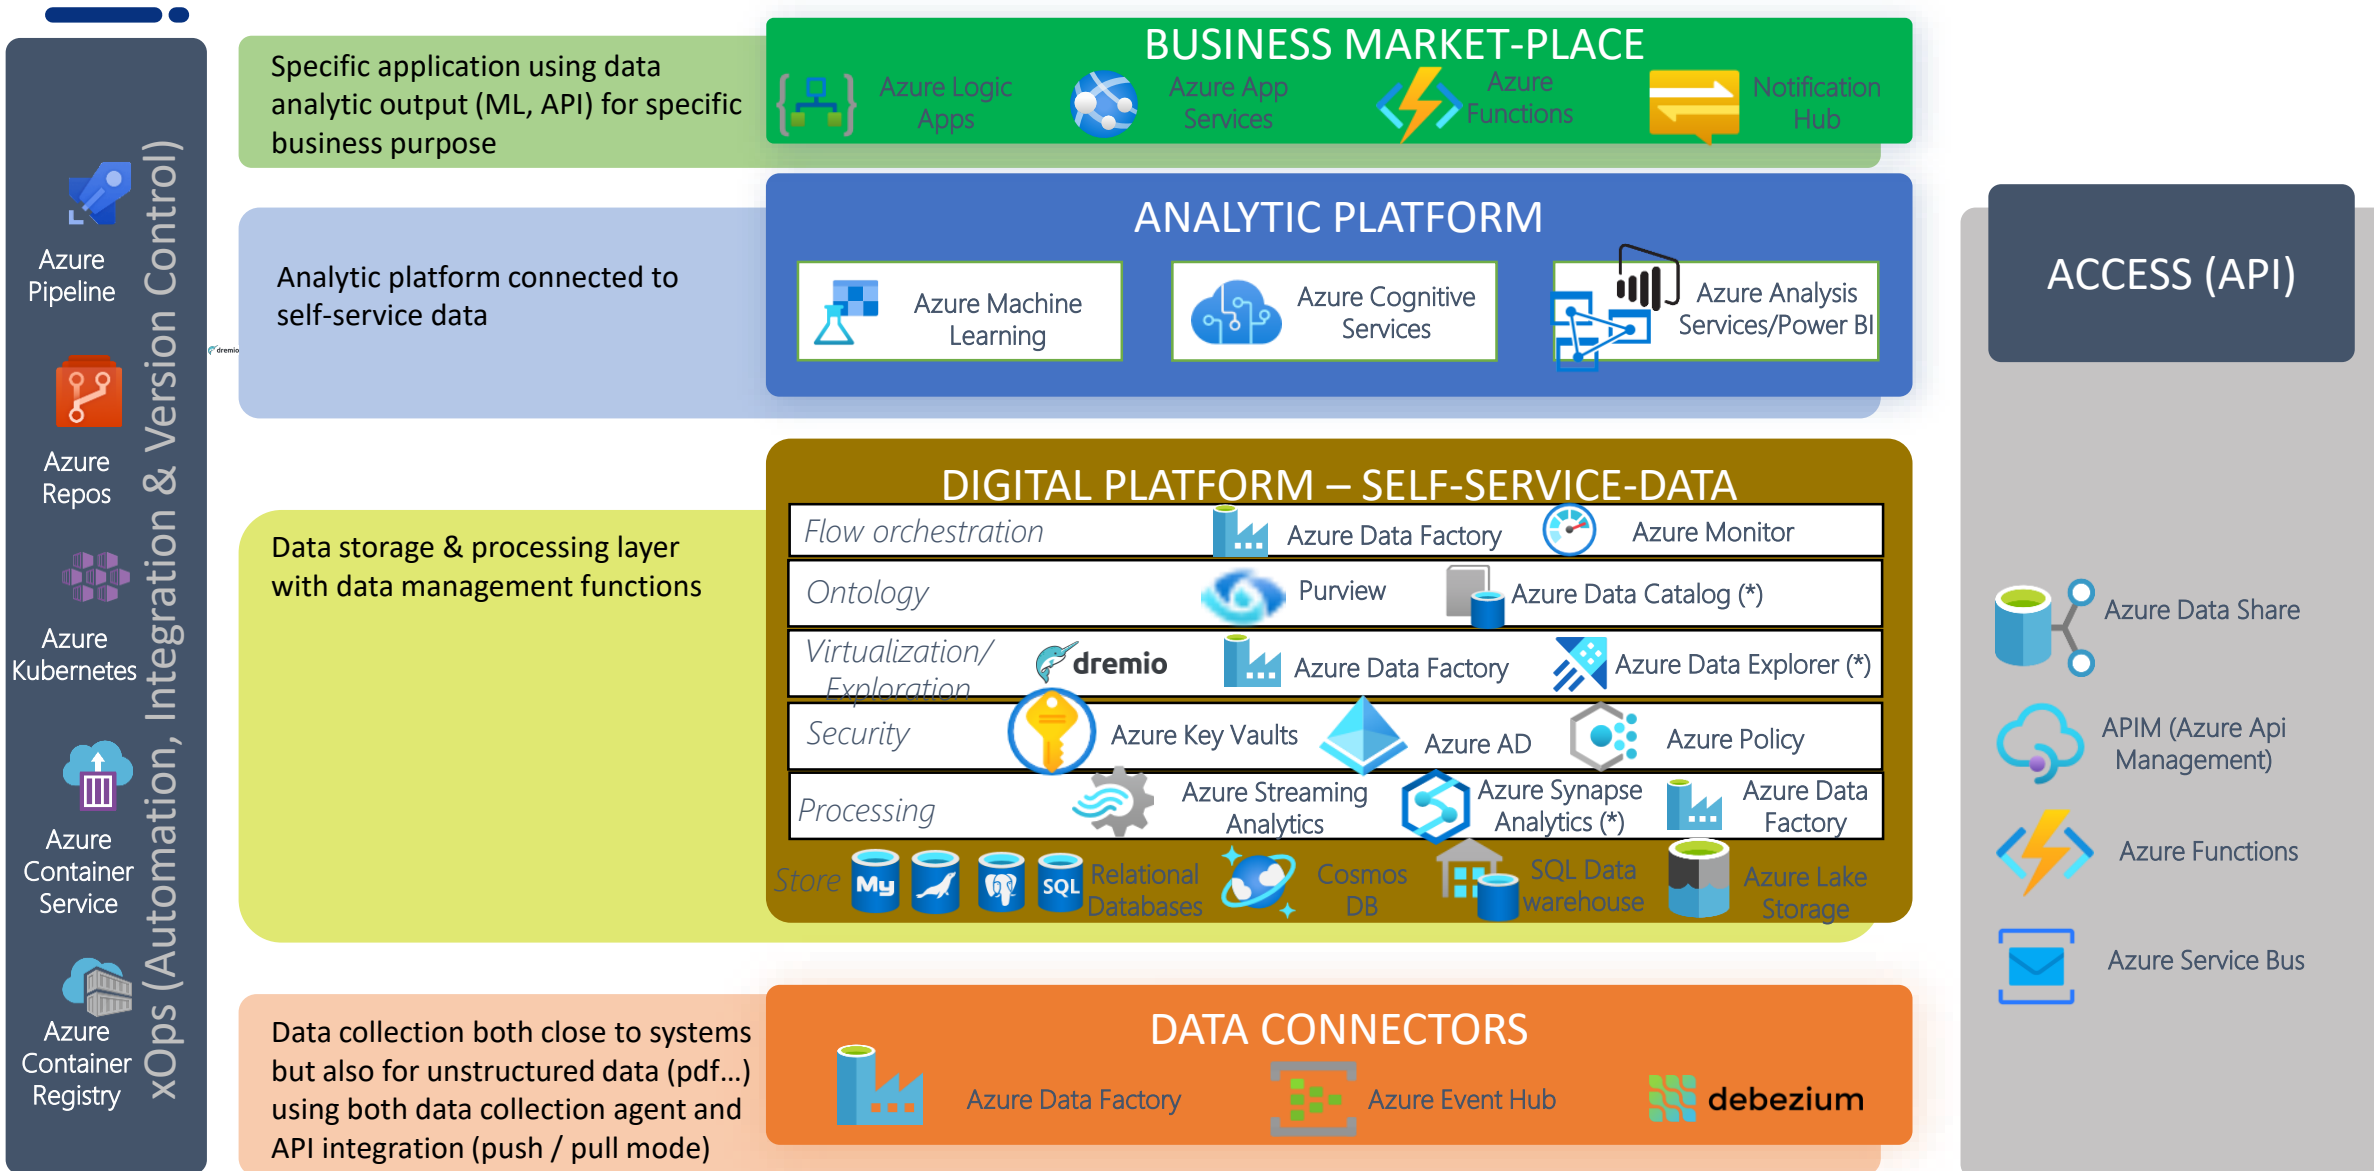 xOps (Automation, Integration & Version Control)
Azure
Pipeline
Azure
Repos
Azure
Kubernetes
Azure
Container
Service
Azure
Container
Registry
dremio
Specific application using data
analytic output (ML, API) for specific
business purpose
BUSINESS MARKET-PLACE
Azure Logic
Apps
Azure App
Services
Azure
Functions
Notification
Hub
Analytic platform connected to
self-service data
ANALYTIC PLATFORM
Azure Machine
Learning
Azure Cognitive
Services
Azure Analysis
Services/Power BI
Data storage & processing layer
with data management functions
DIGITAL PLATFORM – SELF-SERVICE-DATA
Flow orchestration
Azure Data Factory
Azure Monitor
Ontology
Purview
Azure Data Catalog (*)
Virtualization/
Exploration
dremio
Azure Data Factory
Azure Data Explorer (*)
Security
Azure Key Vaults
Azure AD
Azure Policy
Processing
Azure Streaming
Analytics
Azure Synapse
Analytics (*)
Azure Data
Factory
Store
My
SQL
Relational
Databases
Cosmos
DB
SQL Data
warehouse
Azure Lake
Storage
Data collection both close to systems
but also for unstructured data (pdf...)
using both data collection agent and
API integration (push / pull mode)
DATA CONNECTORS
Azure Data Factory
Azure Event Hub
debezium
ACCESS (API)
Azure Data Share
APIM (Azure Api
Management)
Azure Functions
Azure Service Bus